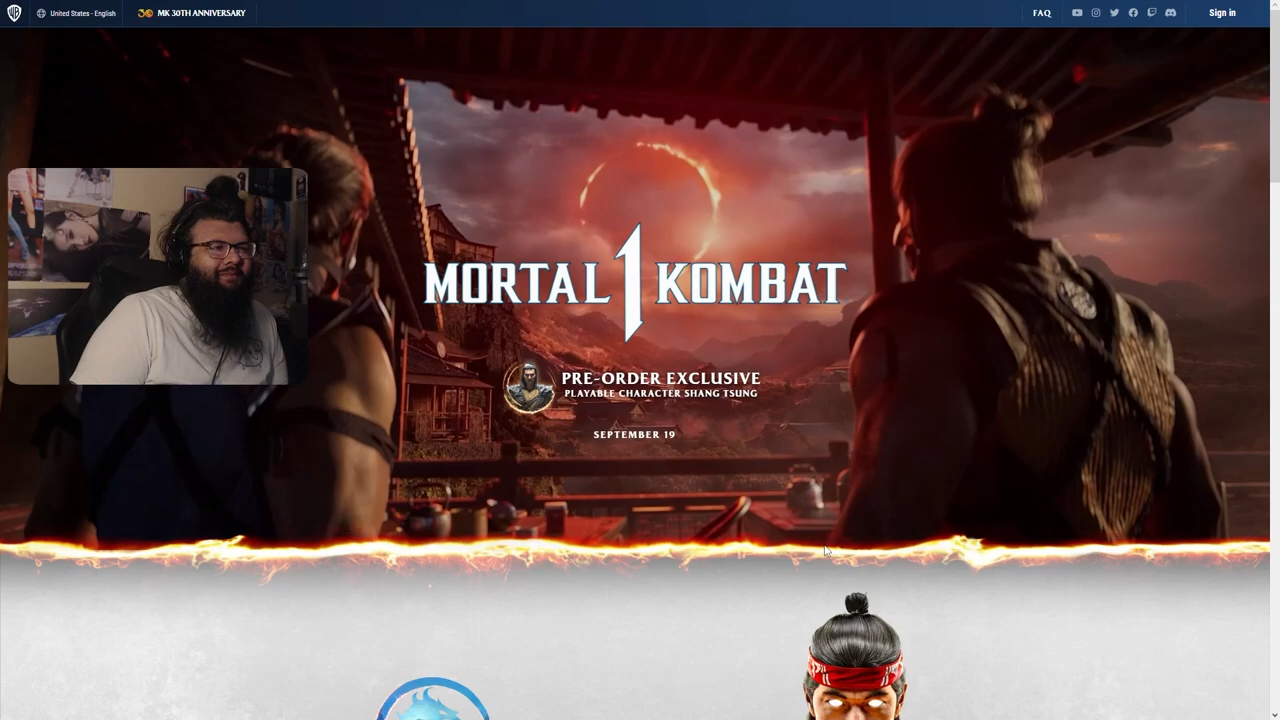 United States - English
30 MK 30TH ANNIVERSARY
FAQ
Sign in
MORTAL 1 KOMBAT
PRE-ORDER EXCLUSIVE
PLAYABLE CHARACTER SHANG TSUNG
SEPTEMBER 19